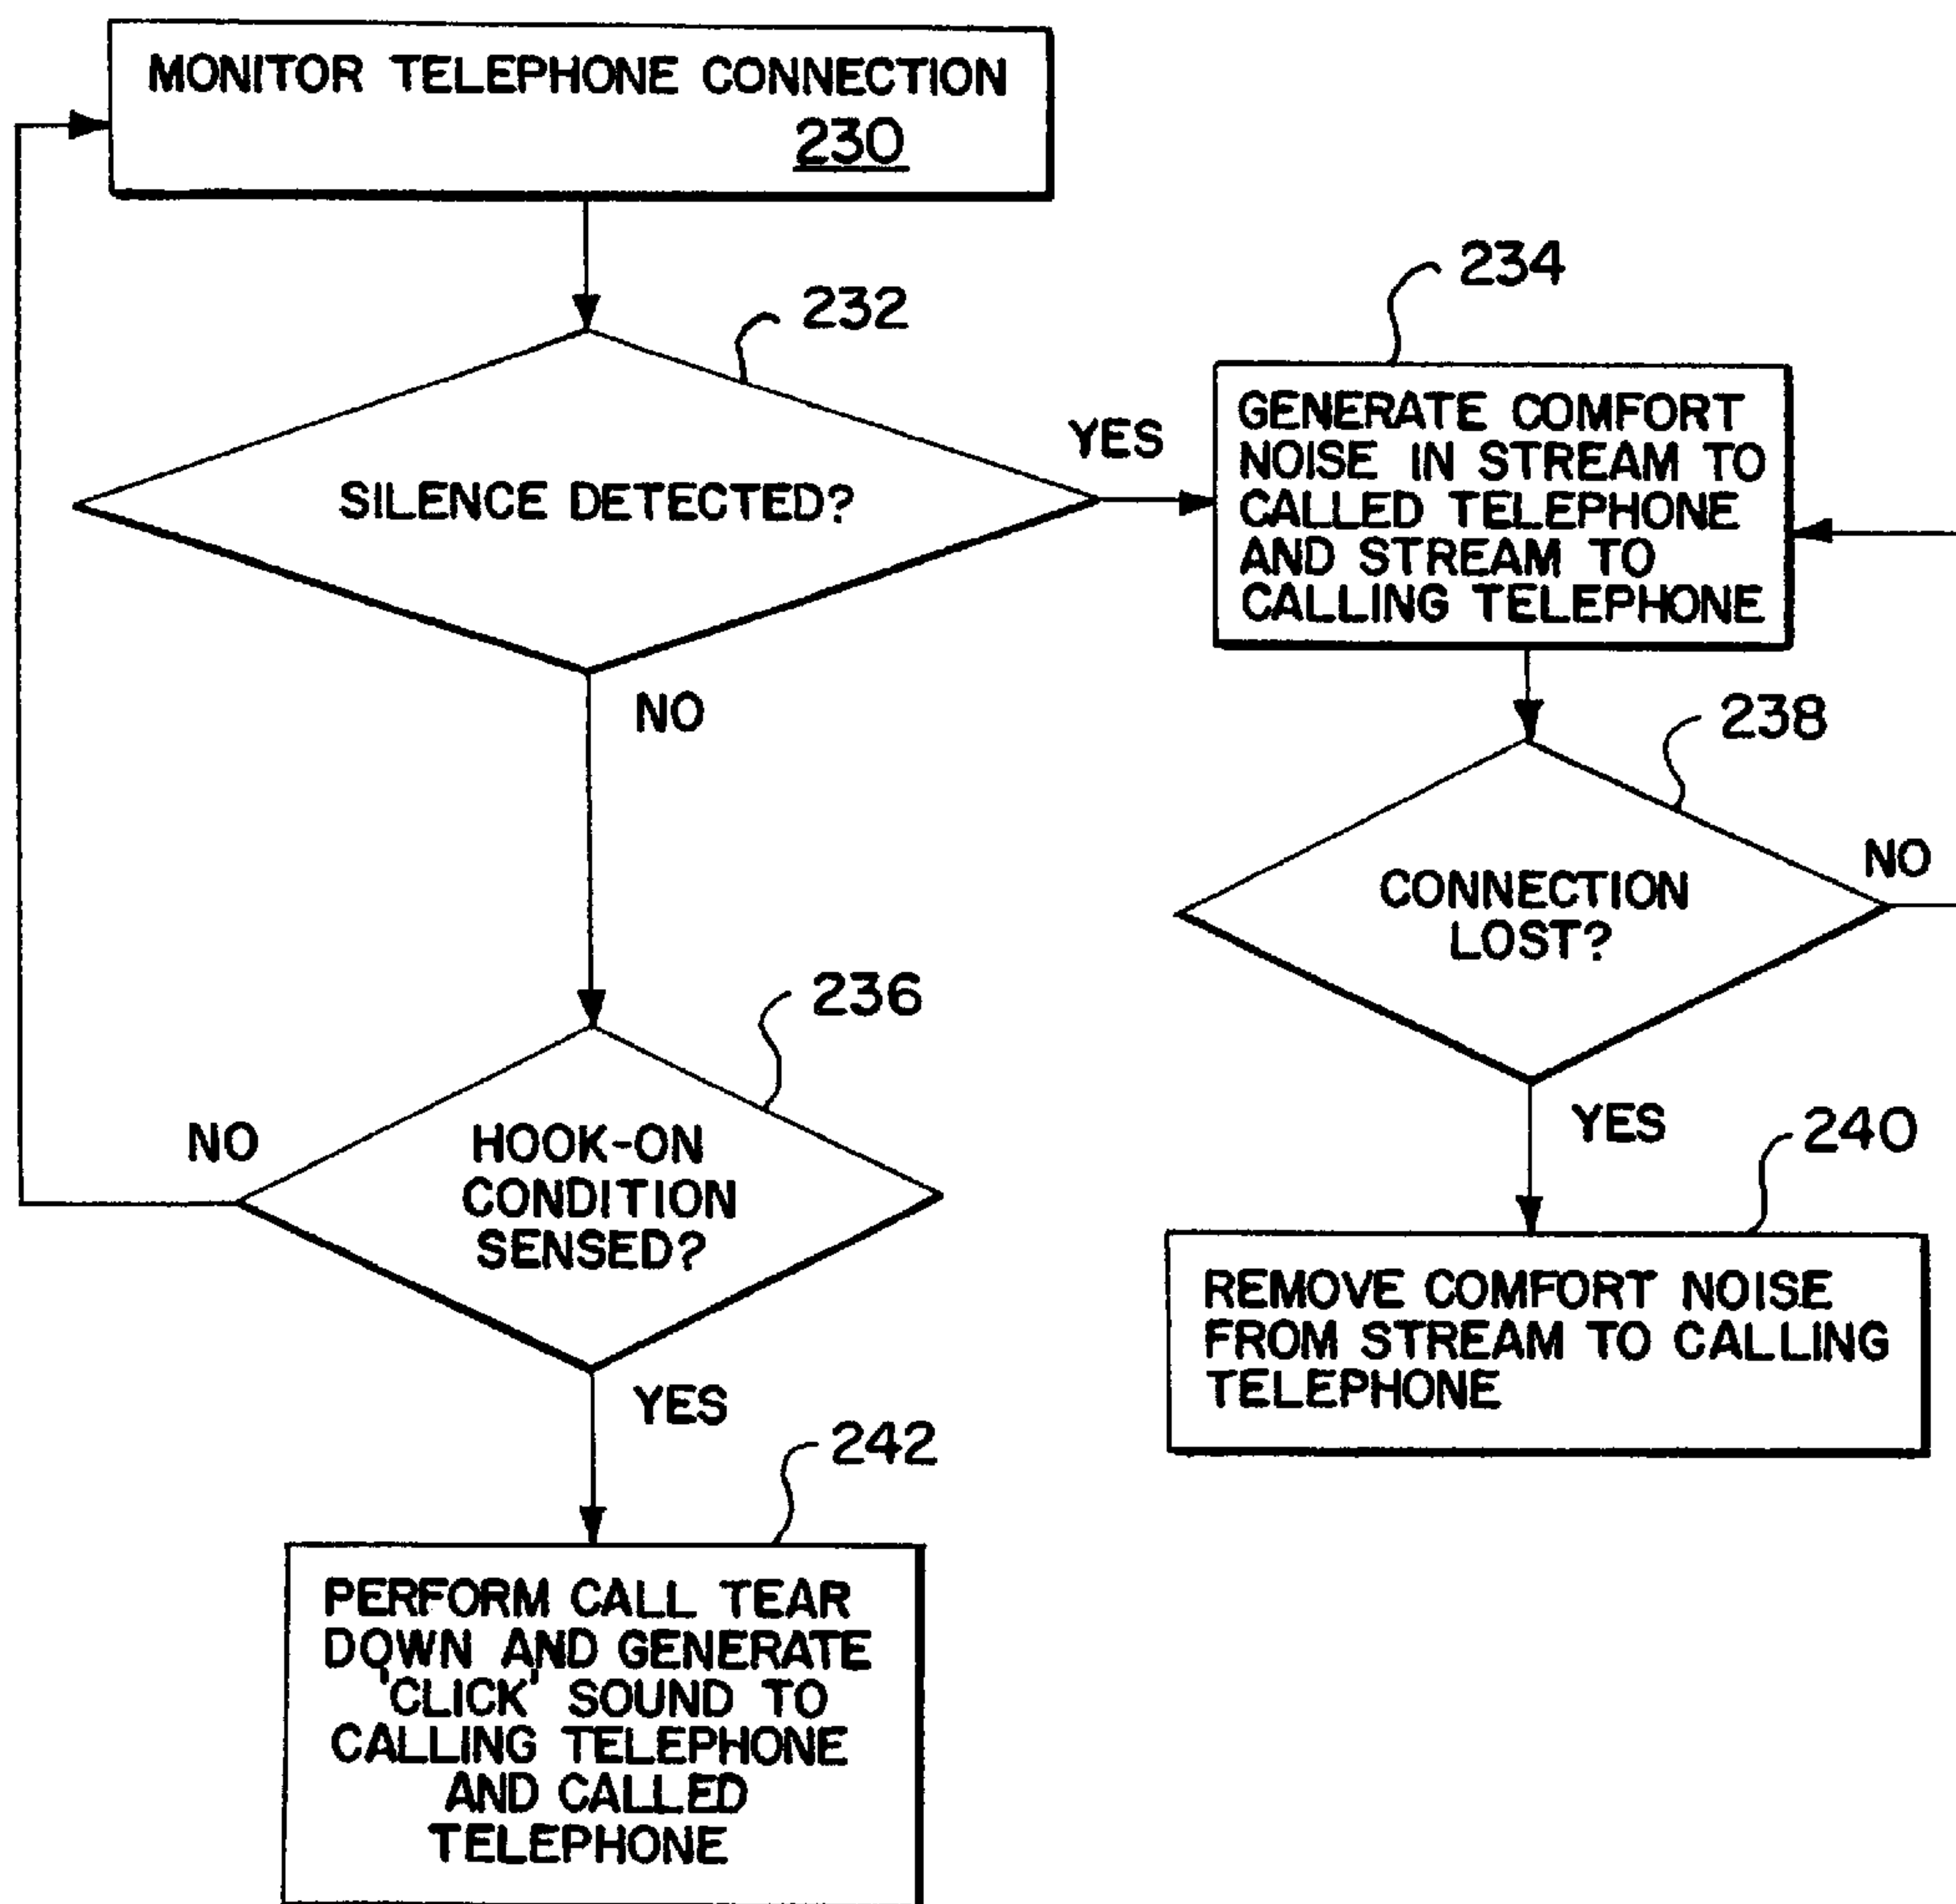 MONITOR TELEPHONE CONNECTION
230
232
SILENCE DETECTED?
YES
NO
234
GENERATE COMFORT
NOISE IN STREAM TO
CALLED TELEPHONE
AND STREAM TO
CALLING TELEPHONE
238
CONNECTION
LOST?
NO
YES
236
HOOK-ON
CONDITION
SENSED?
NO
YES
240
REMOVE COMFORT NOISE
FROM STREAM TO CALLING
TELEPHONE
242
PERFORM CALL TEAR
DOWN AND GENERATE
'CLICK' SOUND TO
CALLING TELEPHONE
AND CALLED
TELEPHONE